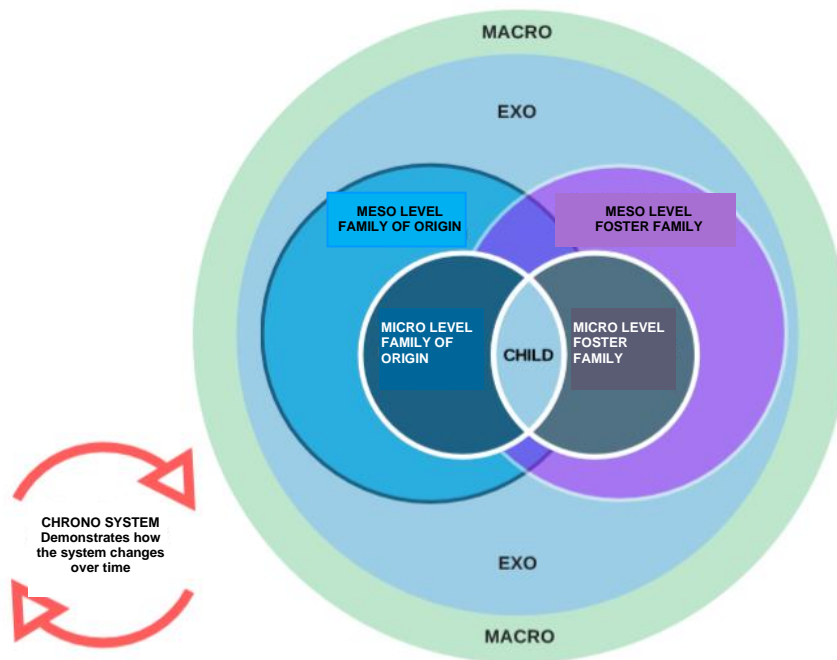 MACRO
EXO
MESO LEVEL
FAMILY OF ORIGIN
MESO LEVEL
FOSTER FAMILY
MICRO LEVEL
FAMILY OF
ORIGIN
CHILD
MICRO LEVEL
FOSTER
FAMILY
CHRONO SYSTEM
Demonstrates how
the system changes
over time
EXO
MACRO